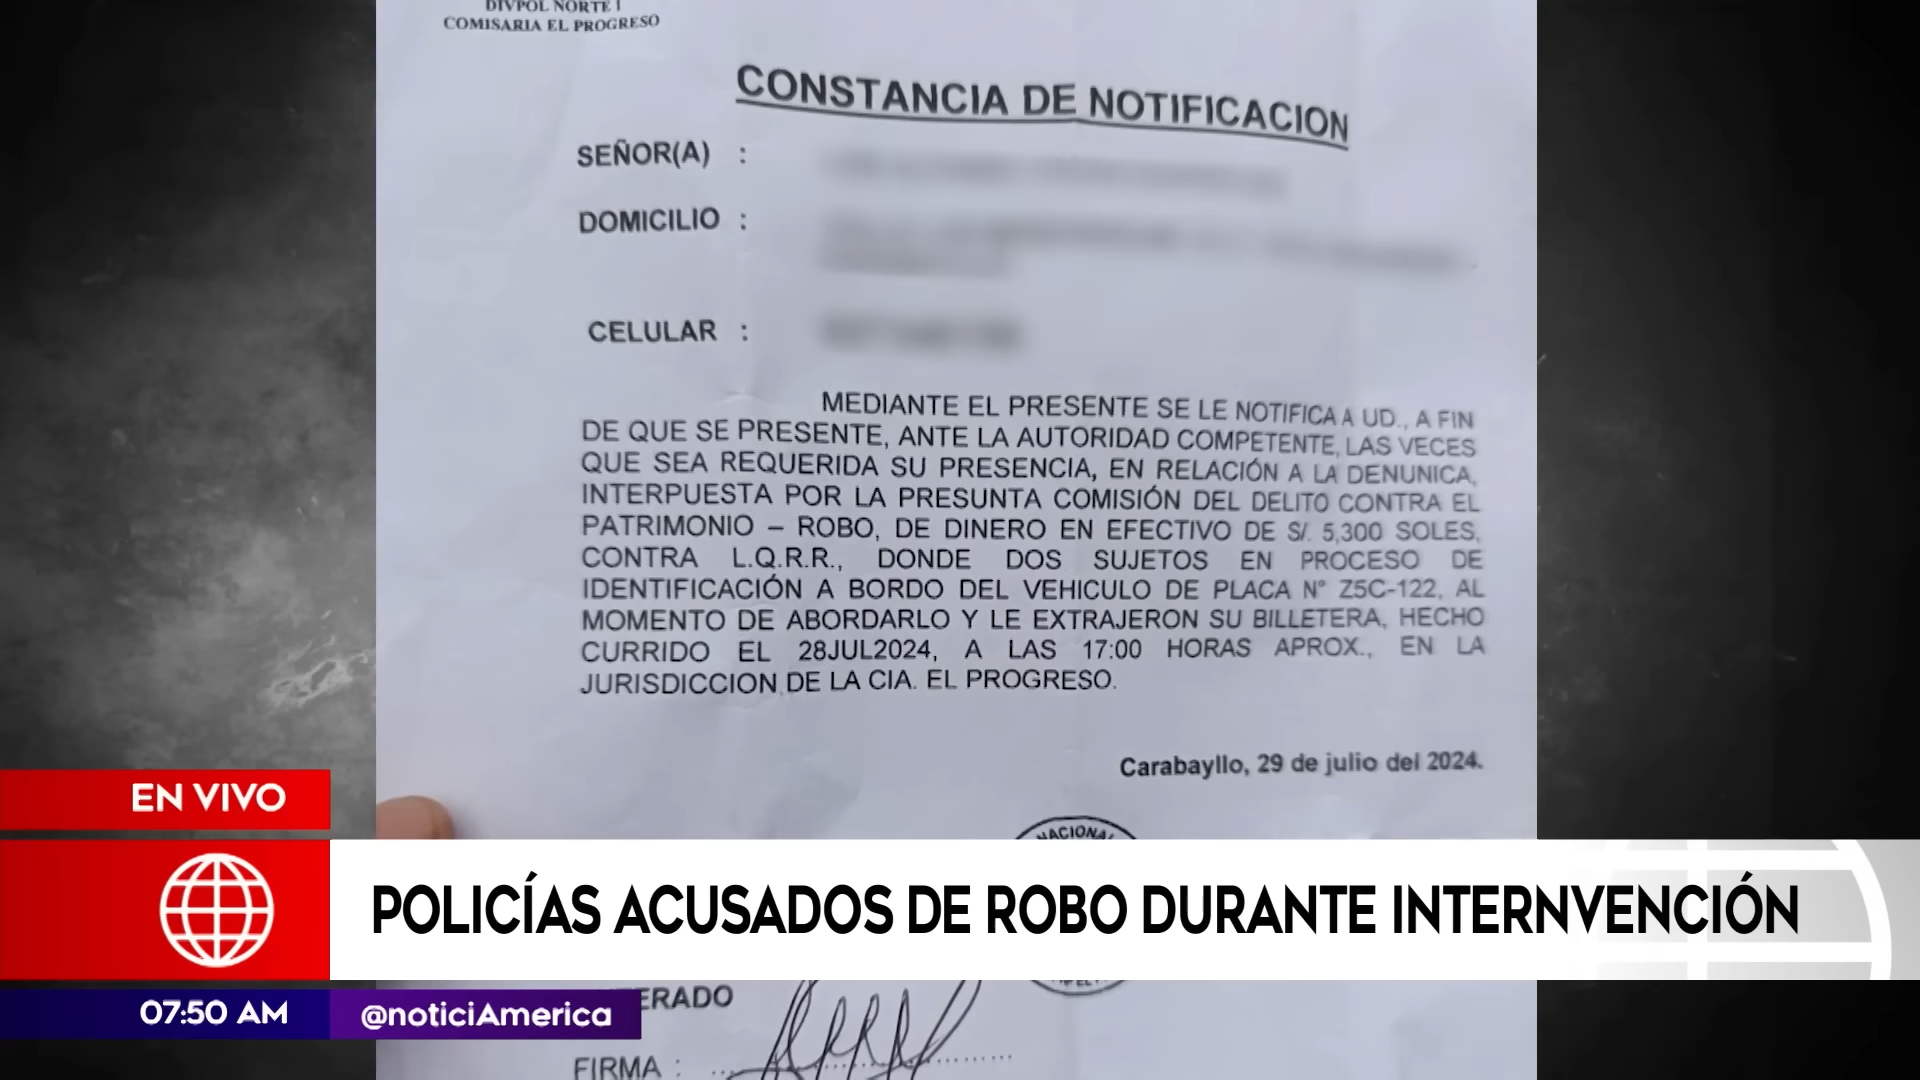 DIVPOL NORTE 1
COMISARIA EL PROGRESO
CONSTANCIA DE NOTIFICACION
SEÑOR(A) :
DOMICILIO :
CELULAR :
MEDIANTE EL PRESENTE SE LE NOTIFICA A UD., A FIN
DE QUE SE PRESENTE, ANTE LA AUTORIDAD COMPETENTE, LAS VECES
QUE SEA REQUERIDA SU PRESENCIA, EN RELACIÓN A LA DENUNICA,
INTERPUESTA POR LA PRESUNTA COMISIÓN DEL DELITO CONTRA EL
PATRIMONIO – ROBO, DE DINERO EN EFECTIVO DE S/. 5,300 SOLES,
CONTRA L.Q.R.R., DONDE DOS SUJETOS EN PROCESO DE
IDENTIFICACIÓN A BORDO DEL VEHICULO DE PLACA N° Z5C-122, AL
MOMENTO DE ABORDARLO Y LE EXTRAJERON SU BILLETERA, HECHO
CURRIDO EL 28JUL2024, A LAS 17:00 HORAS APROX., EN LA
JURISDICCION DE LA CIA. EL PROGRESO.
Carabayllo, 29 de julio del 2024.
NACIONAL
EN VIVO
POLICÍAS ACUSADOS DE ROBO DURANTE INTERNVENCIÓN
ERADO
07:50 AM @noticiAmerica
FIRMA :